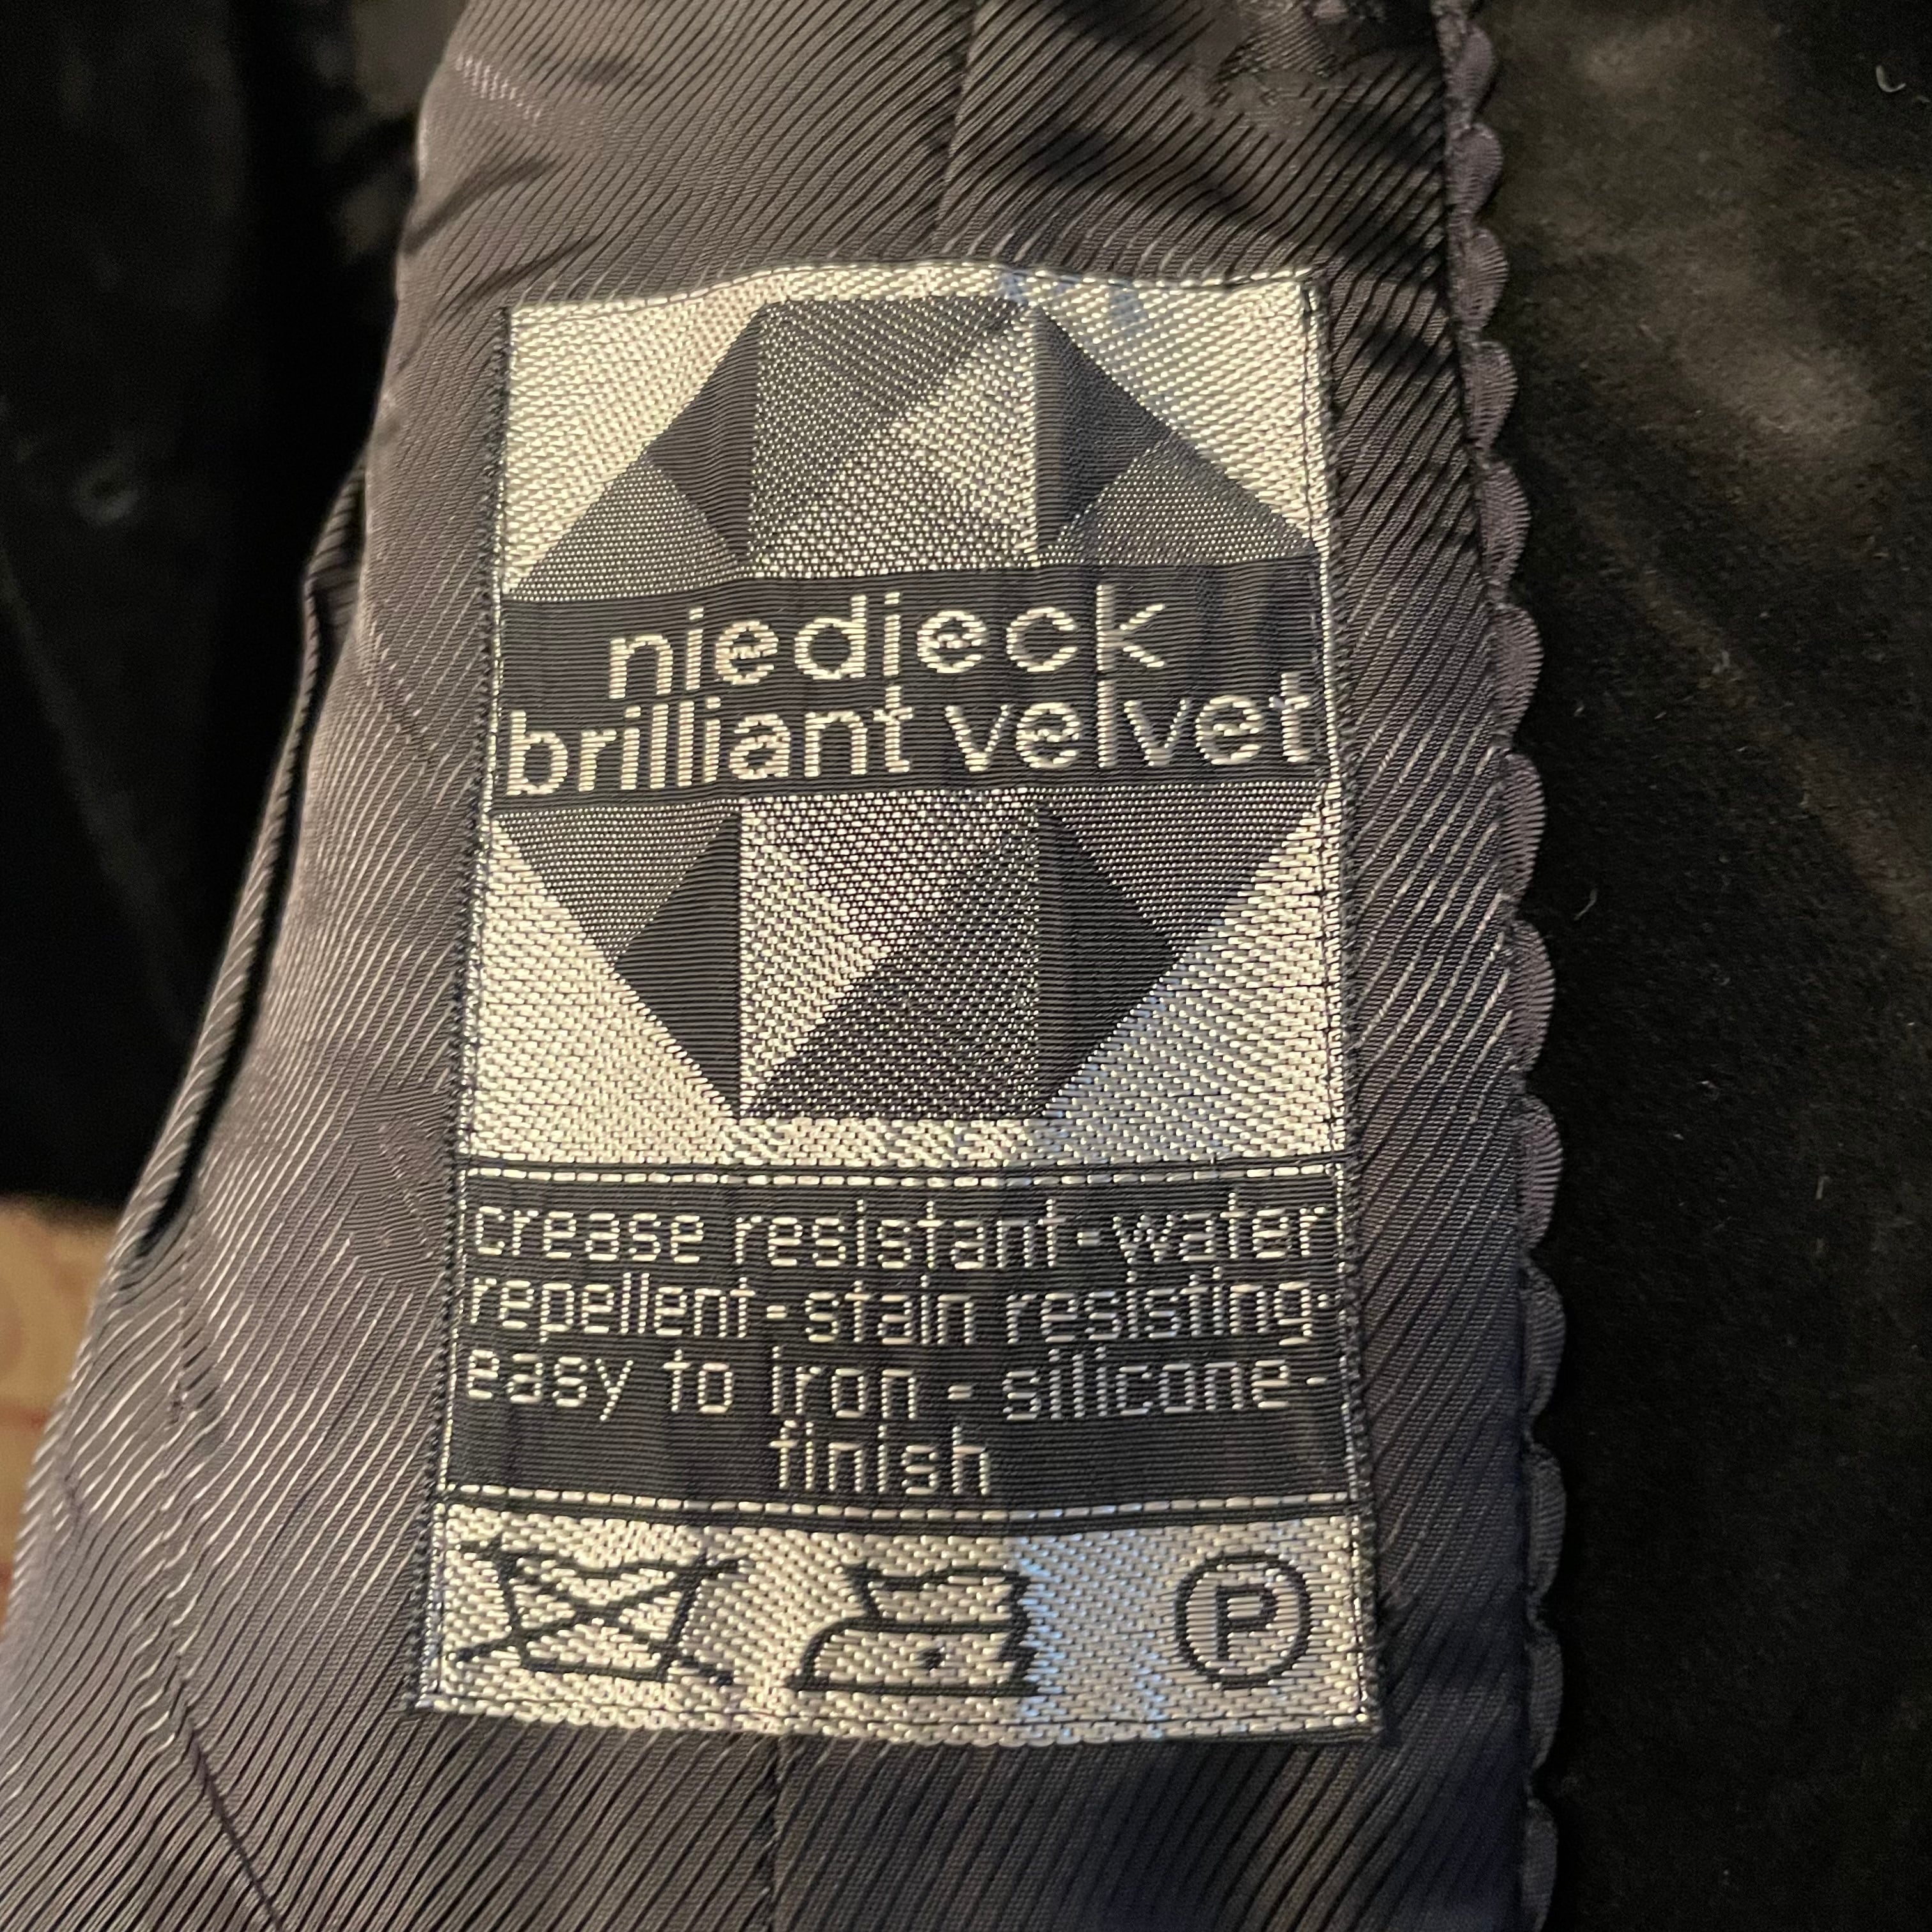 niedieck
brilliant velvet
crease resistant-water
repellent-stain resisting-
easy to iron - silicone-
finish
P